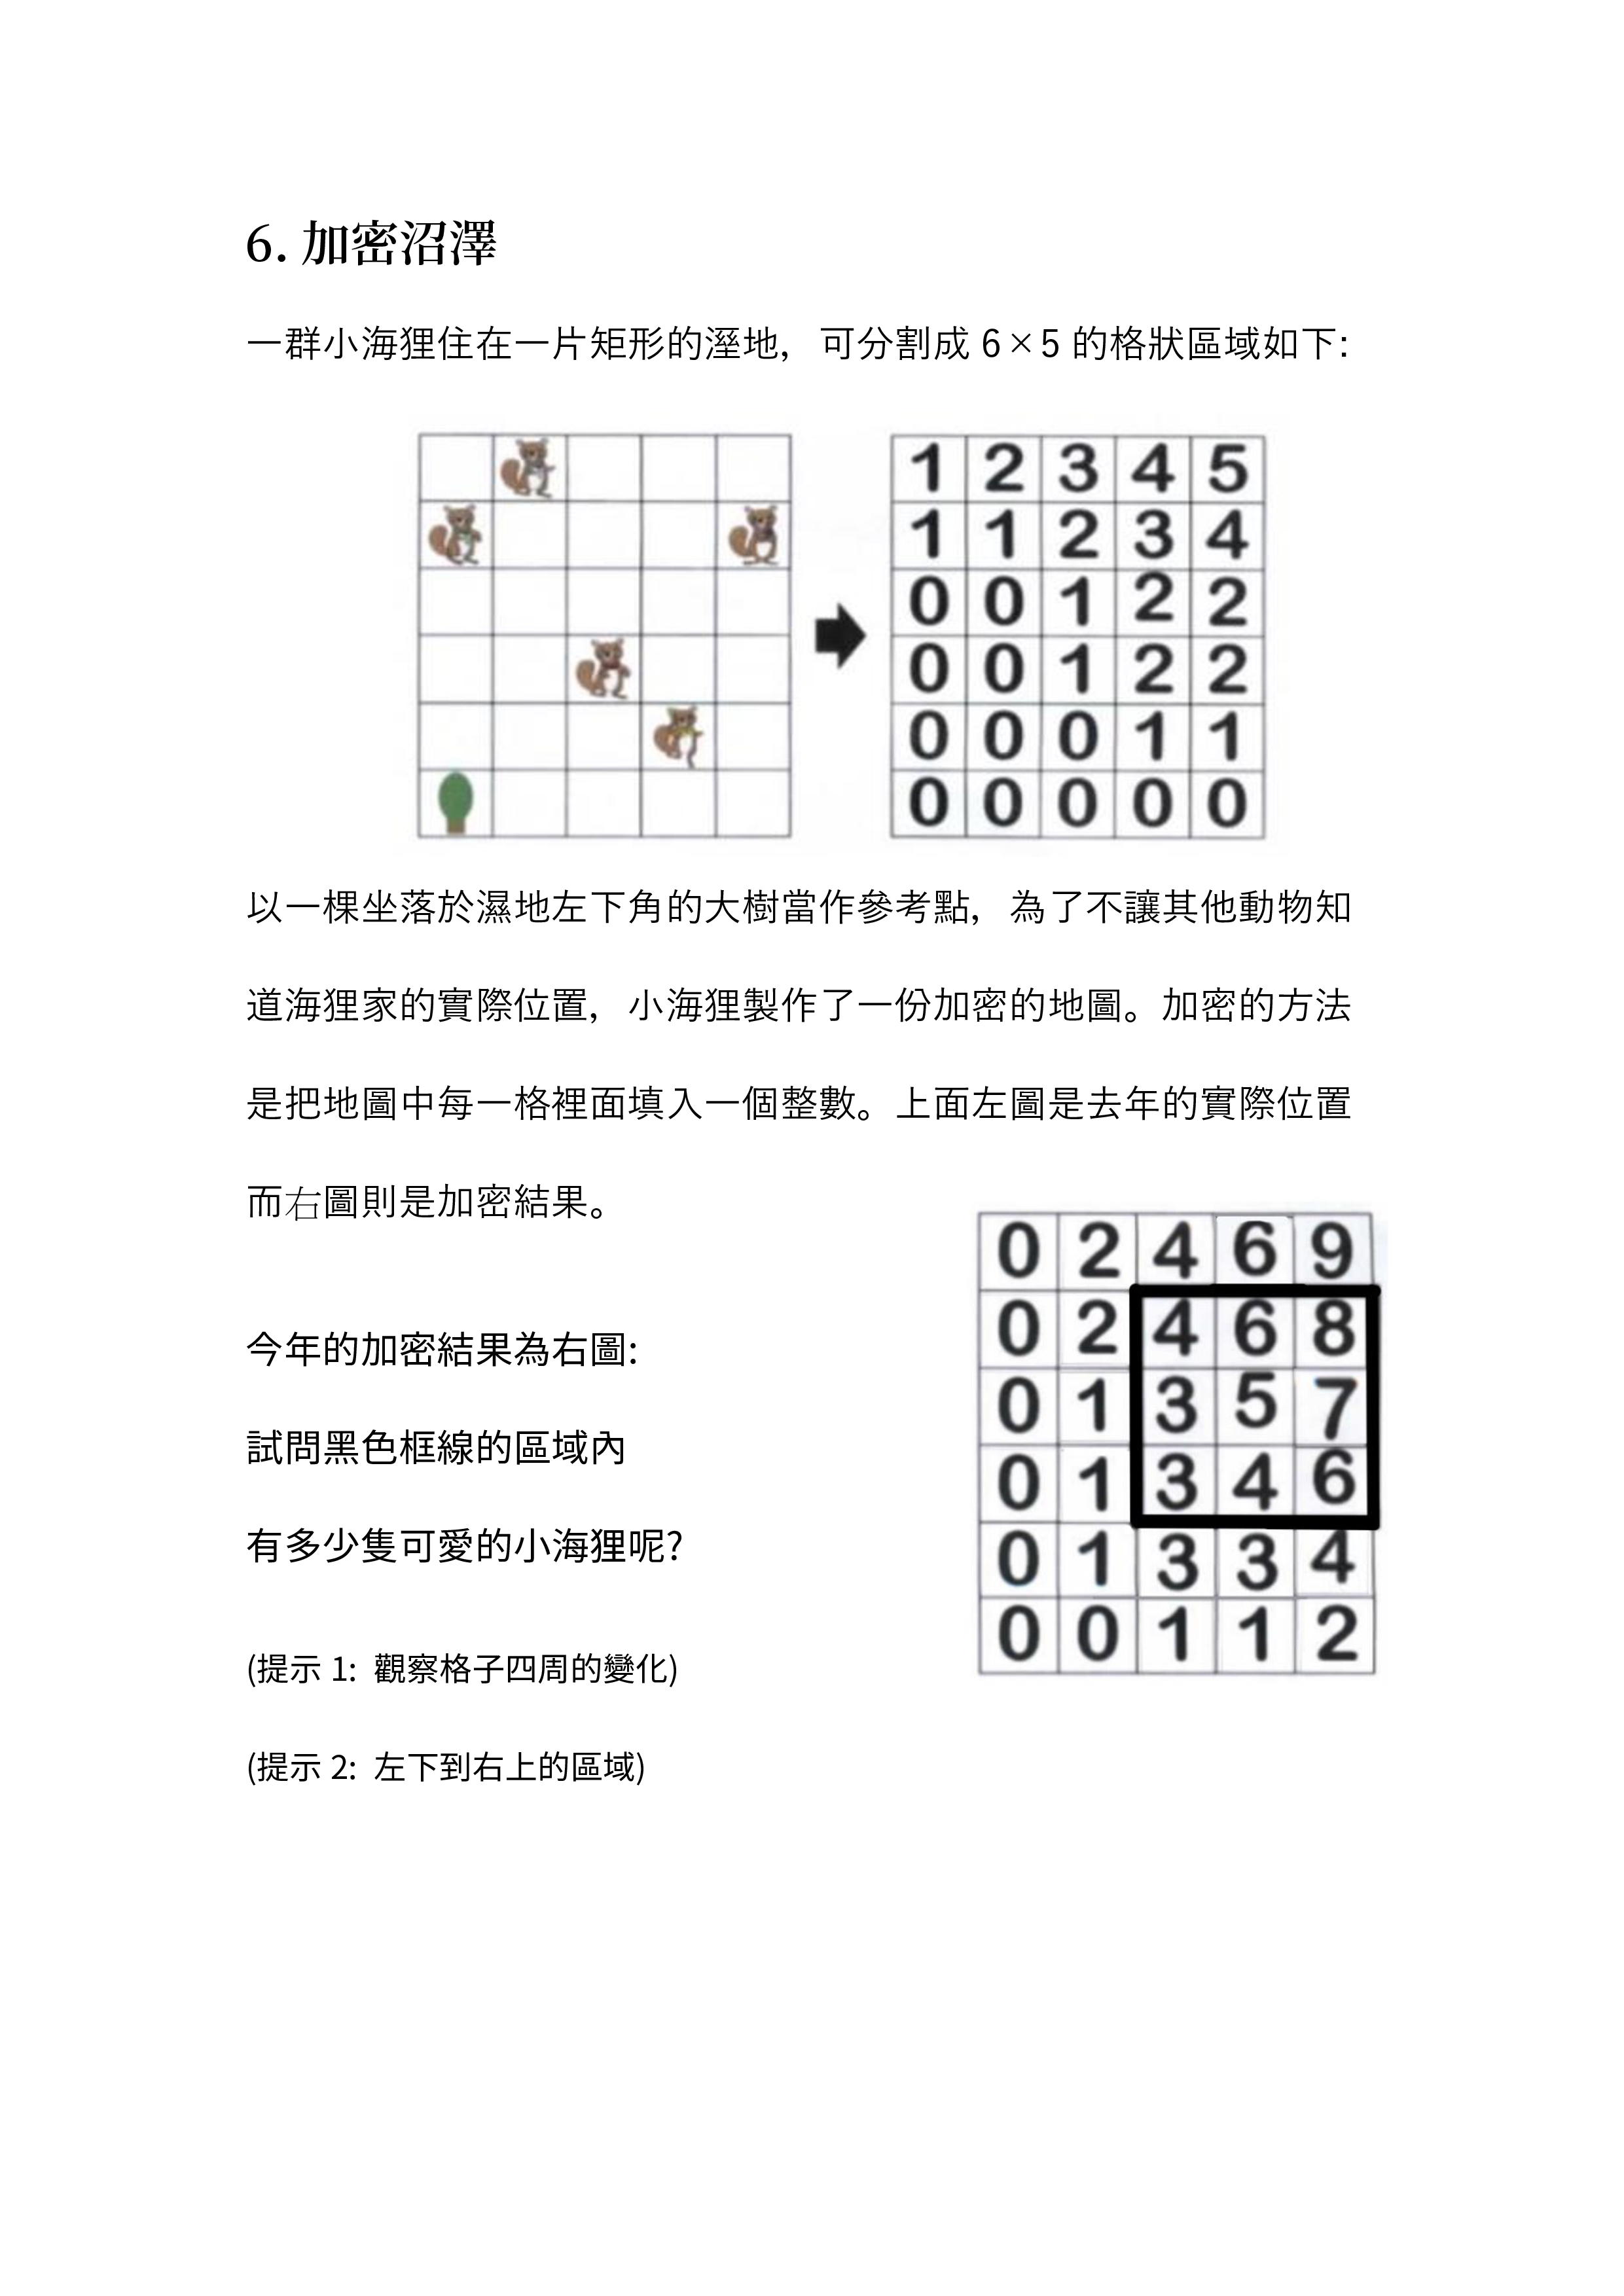 6. 加密沼澤
一群小海狸住在一片矩形的溼地，可分割成 6×5 的格狀區域如下:
1 2 3 4 5
1 1 2 3 4
0 0 1 2 2
0 0 1 2 2
0 0 0 1 1
0 0 0 0 0
以一棵坐落於濕地左下角的大樹當作參考點，為了不讓其他動物知
道海狸家的實際位置，小海狸製作了一份加密的地圖。加密的方法
是把地圖中每一格裡面填入一個整數。上面左圖是去年的實際位置
而右圖則是加密結果。
今年的加密結果為右圖:
試問黑色框線的區域內
有多少隻可愛的小海狸呢?
(提示 1: 觀察格子四周的變化)
(提示 2: 左下到右上的區域)
0 2 4 6 9
0 2 4 6 8
0 1 3 5 7
0 1 3 4 6
0 1 3 3 4
0 0 1 1 2